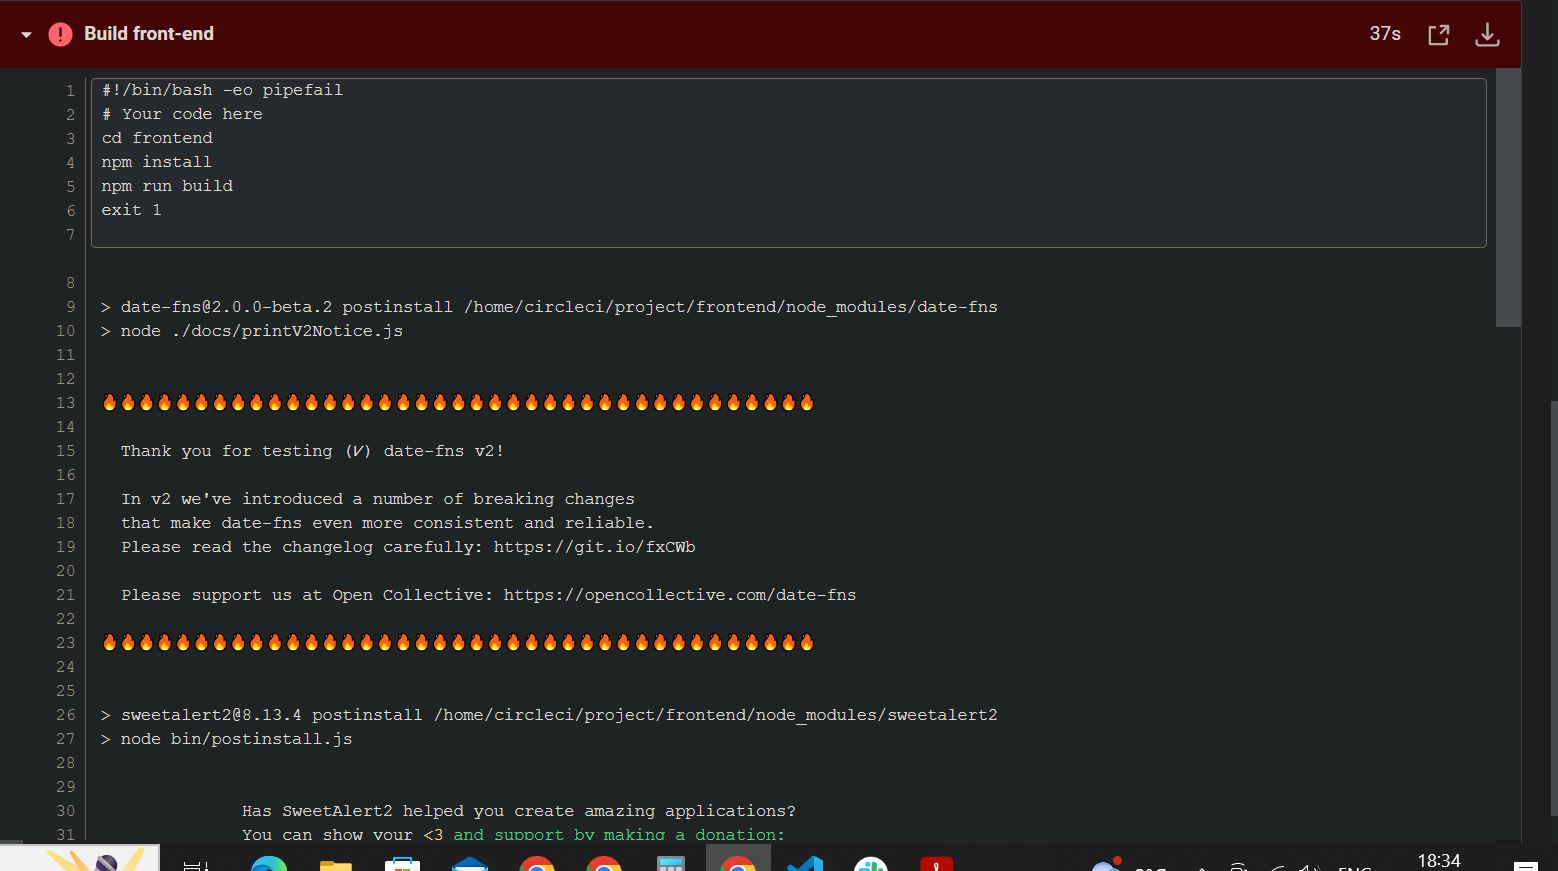 Build front-end
37s
1 #!/bin/bash -eo pipefail
2 # Your code here
3 cd frontend
4 npm install
5 npm run build
6 exit 1
7
8
9 > date-fns@2.0.0-beta.2 postinstall /home/circleci/project/frontend/node_modules/date-fns
10 > node ./docs/printV2Notice.js
11
12
13 🔥🔥🔥🔥🔥🔥🔥🔥🔥🔥🔥🔥🔥🔥🔥🔥🔥🔥🔥🔥🔥🔥🔥🔥🔥🔥🔥🔥🔥🔥🔥🔥🔥🔥🔥🔥🔥🔥🔥
14
15 Thank you for testing (V) date-fns v2!
16
17 In v2 we've introduced a number of breaking changes
18 that make date-fns even more consistent and reliable.
19 Please read the changelog carefully: https://git.io/fxCWb
20
21 Please support us at Open Collective: https://opencollective.com/date-fns
22
23 🔥🔥🔥🔥🔥🔥🔥🔥🔥🔥🔥🔥🔥🔥🔥🔥🔥🔥🔥🔥🔥🔥🔥🔥🔥🔥🔥🔥🔥🔥🔥🔥🔥🔥🔥🔥🔥🔥🔥
24
25
26 > sweetalert2@8.13.4 postinstall /home/circleci/project/frontend/node_modules/sweetalert2
27 > node bin/postinstall.js
28
29
30 Has SweetAlert2 helped you create amazing applications?
31 You can show your <3 and support by making a donation:
18:34